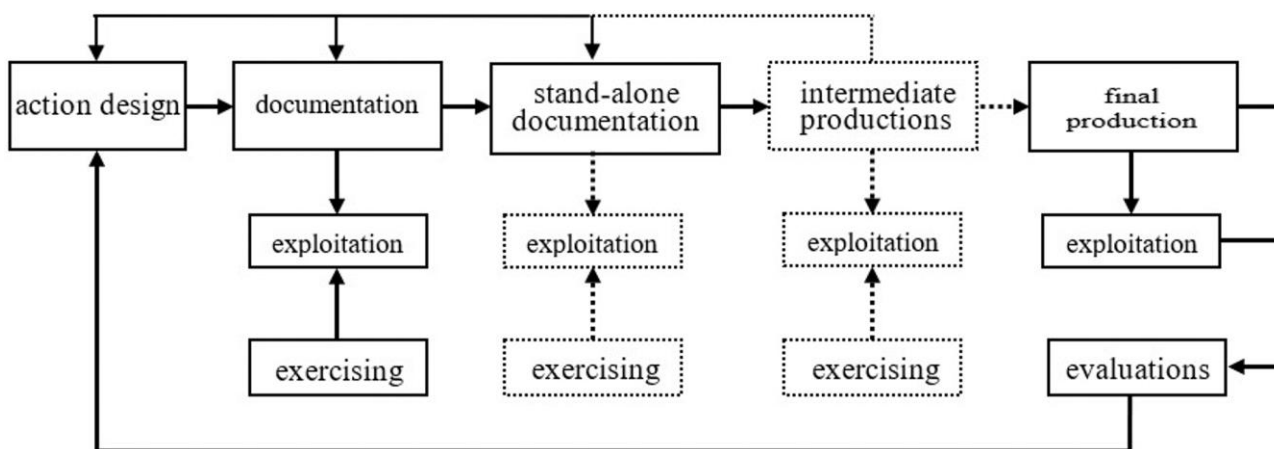 action design
documentation
stand-alone
documentation
intermediate
productions
final
production
exploitation
exploitation
exploitation
exploitation
exercising
exercising
exercising
evaluations